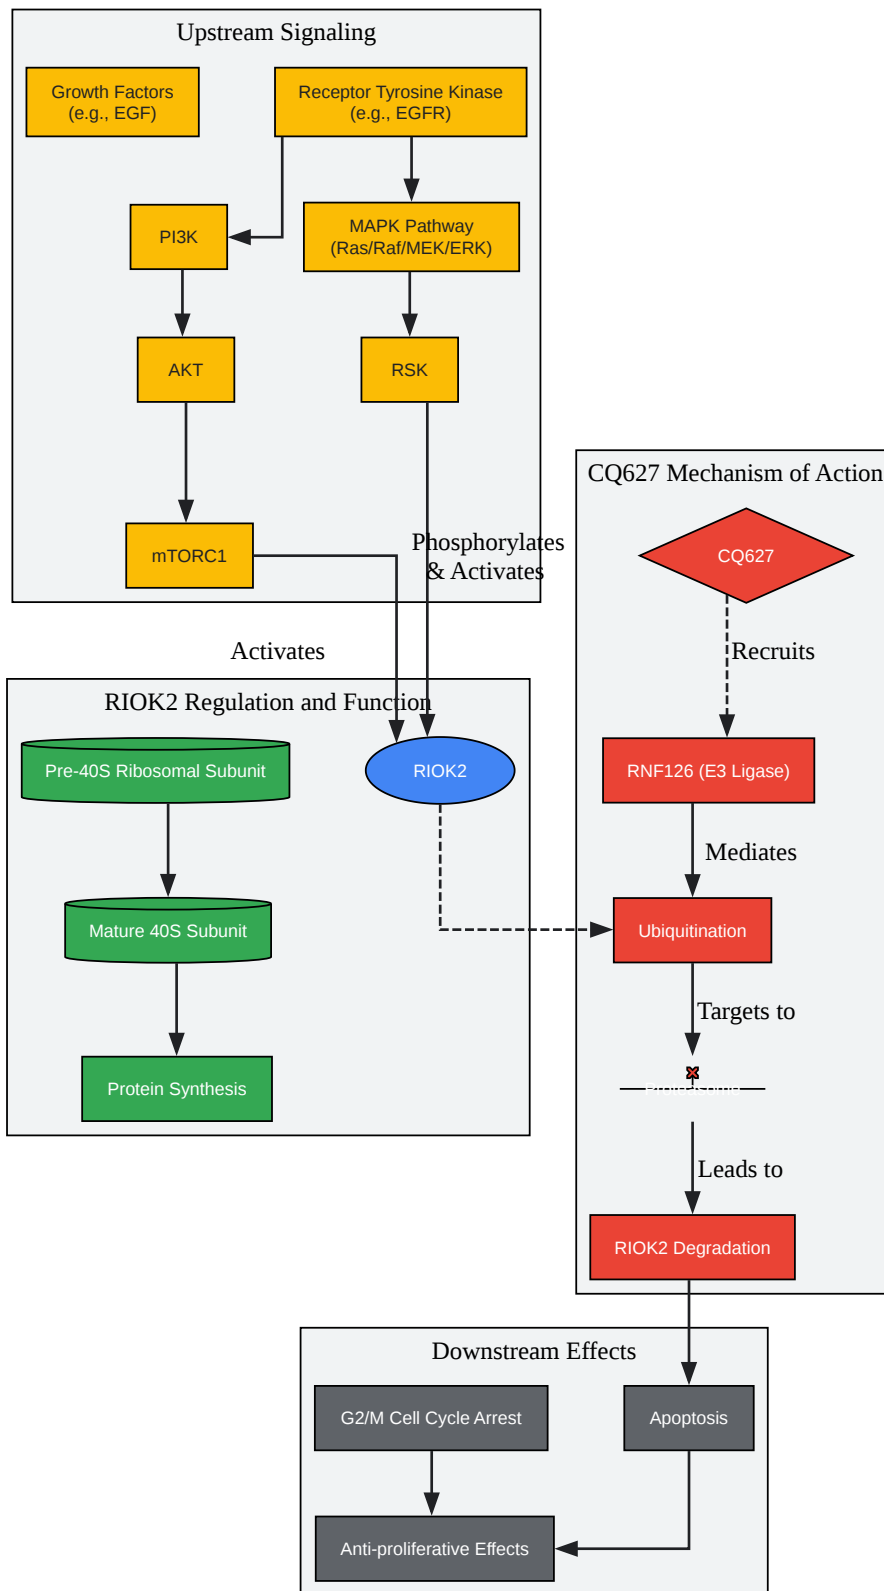 Upstream Signaling
Growth Factors
(e.g., EGF)
Receptor Tyrosine Kinase
(e.g., EGFR)
PI3K
MAPK Pathway
(Ras/Raf/MEK/ERK)
AKT
RSK
mTORC1
Phosphorylates
& Activates
Activates
CQ627 Mechanism of Action
CQ627
Recruits
RNF126 (E3 Ligase)
Mediates
Ubiquitination
Targets to
Proteasome
Leads to
RIOK2 Degradation
RIOK2 Regulation and Function
Pre-40S Ribosomal Subunit
RIOK2
Mature 40S Subunit
Protein Synthesis
Downstream Effects
G2/M Cell Cycle Arrest
Apoptosis
Anti-proliferative Effects